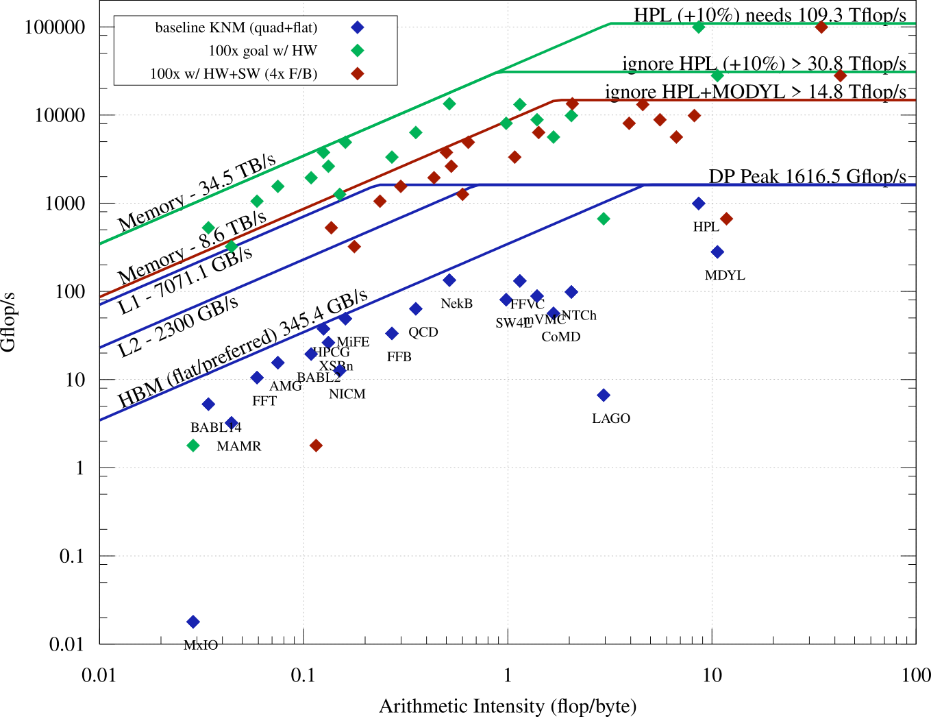 baseline KNM (quad+flat)
100x goal w/ HW
100x w/ HW+SW (4x F/B)
HPL (+10%) needs 109.3 Tflop/s
ignore HPL (+10%) > 30.8 Tflop/s
ignore HPL+MODYL > 14.8 Tflop/s
DP Peak 1616.5 Gflop/s
Memory - 34.5 TB/s
Memory - 8.6 TB/s
L1 - 7071.1 GB/s
L2 - 2300 GB/s
HBM (flat/preferred) 345.4 GB/s
HPL
MDYL
NekB
FFVC
SW4L
mVMC
NTCh
CoMD
QCD
FFB
MiFE
HPCG
XSBn
BABL2
NICM
AMG
FFT
LAGO
BABL14
MAMR
MxIO
Gflop/s
100000
10000
1000
100
10
1
0.1
0.01
0.01
0.1
1
10
100
Arithmetic Intensity (flop/byte)